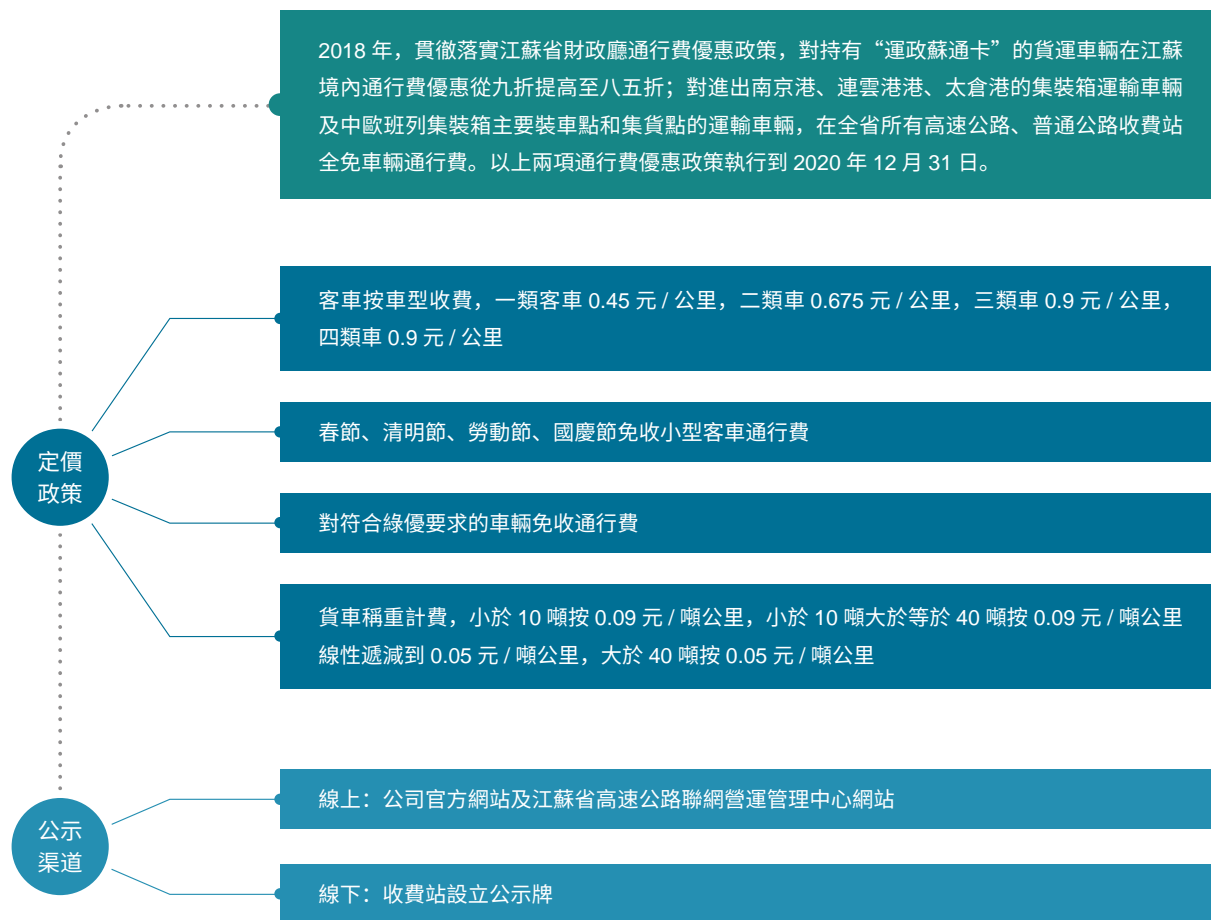 2018 年，貫徹落實江蘇省財政廳通行費優惠政策，對持有“運政蘇通卡”的貨運車輛在江蘇
境內通行費優惠從九折提高至八五折；對進出南京港、連雲港港、太倉港的集裝箱運輸車輛
及中歐班列集裝箱主要裝車點和集貨點的運輸車輛，在全省所有高速公路、普通公路收費站
全免車輛通行費。以上兩項通行費優惠政策執行到 2020 年 12 月 31 日。
定價
政策
客車按車型收費，一類客車 0.45 元 / 公里，二類車 0.675 元 / 公里，三類車 0.9 元 / 公里，
四類車 0.9 元 / 公里
春節、清明節、勞動節、國慶節免收小型客車通行費
對符合綠優要求的車輛免收通行費
貨車稱重計費，小於 10 噸按 0.09 元 / 噸公里，小於 10 噸大於等於 40 噸按 0.09 元 / 噸公里
線性遞減到 0.05 元 / 噸公里，大於 40 噸按 0.05 元 / 噸公里
公示
渠道
線上：公司官方網站及江蘇省高速公路聯網營運管理中心網站
線下：收費站設立公示牌